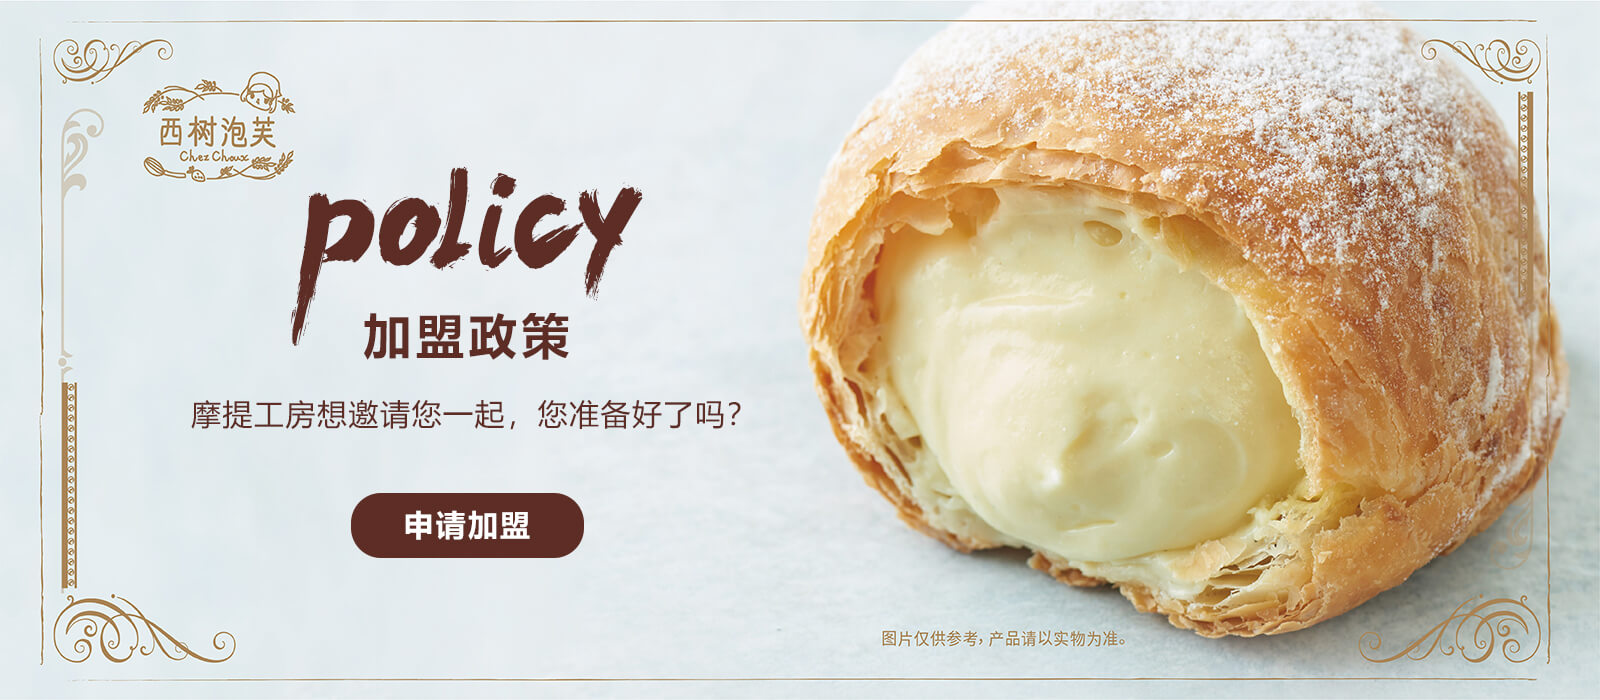 西树泡芙
Chez Choux
policy
加盟政策
摩提工房想邀请您一起，您准备好了吗？
申请加盟
图片仅供参考，产品请以实物为准。